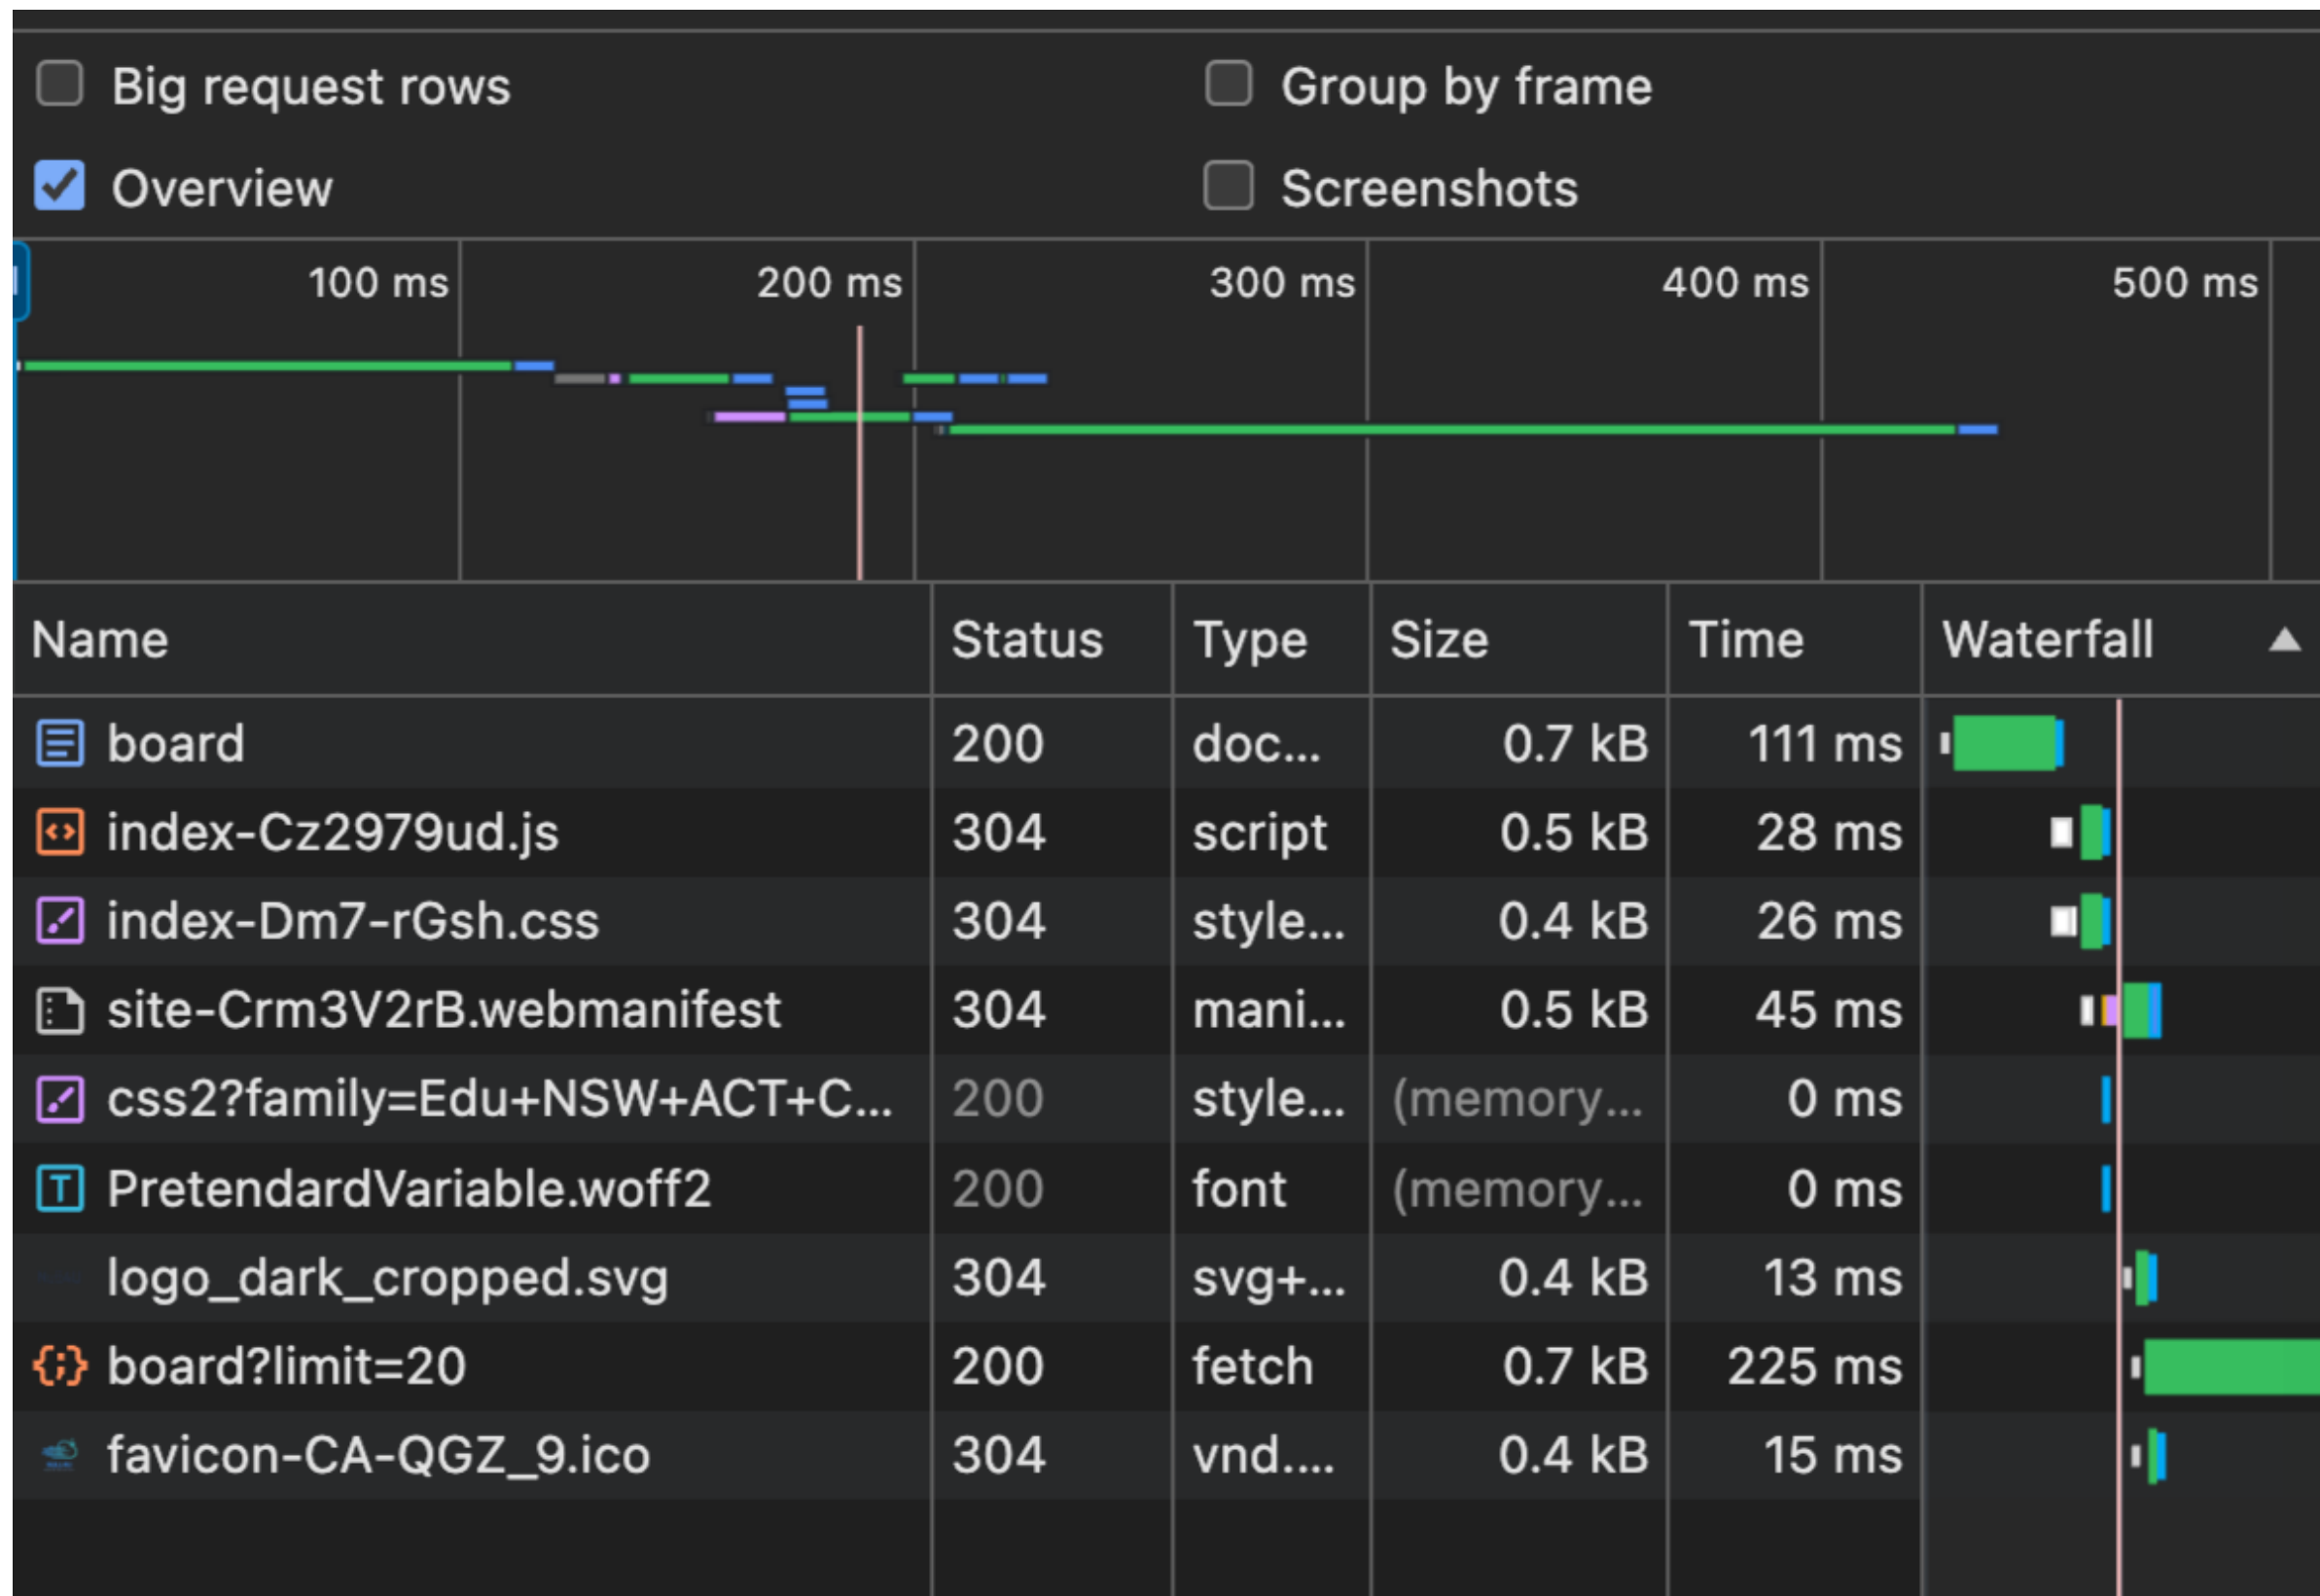 Big request rows Group by frame
Overview Screenshots
100 ms 200 ms 300 ms 400 ms 500 ms
Name Status Type Size Time Waterfall
board 200 doc... 0.7 kB 111 ms
index-Cz2979ud.js 304 script 0.5 kB 28 ms
index-Dm7-rGsh.css 304 style... 0.4 kB 26 ms
site-Crm3V2rB.webmanifest 304 mani... 0.5 kB 45 ms
css2?family=Edu+NSW+ACT+C... 200 style... (memory... 0 ms
PretendardVariable.woff2 200 font (memory... 0 ms
logo_dark_cropped.svg 304 svg+... 0.4 kB 13 ms
board?limit=20 200 fetch 0.7 kB 225 ms
favicon-CA-QGZ_9.ico 304 vnd.... 0.4 kB 15 ms